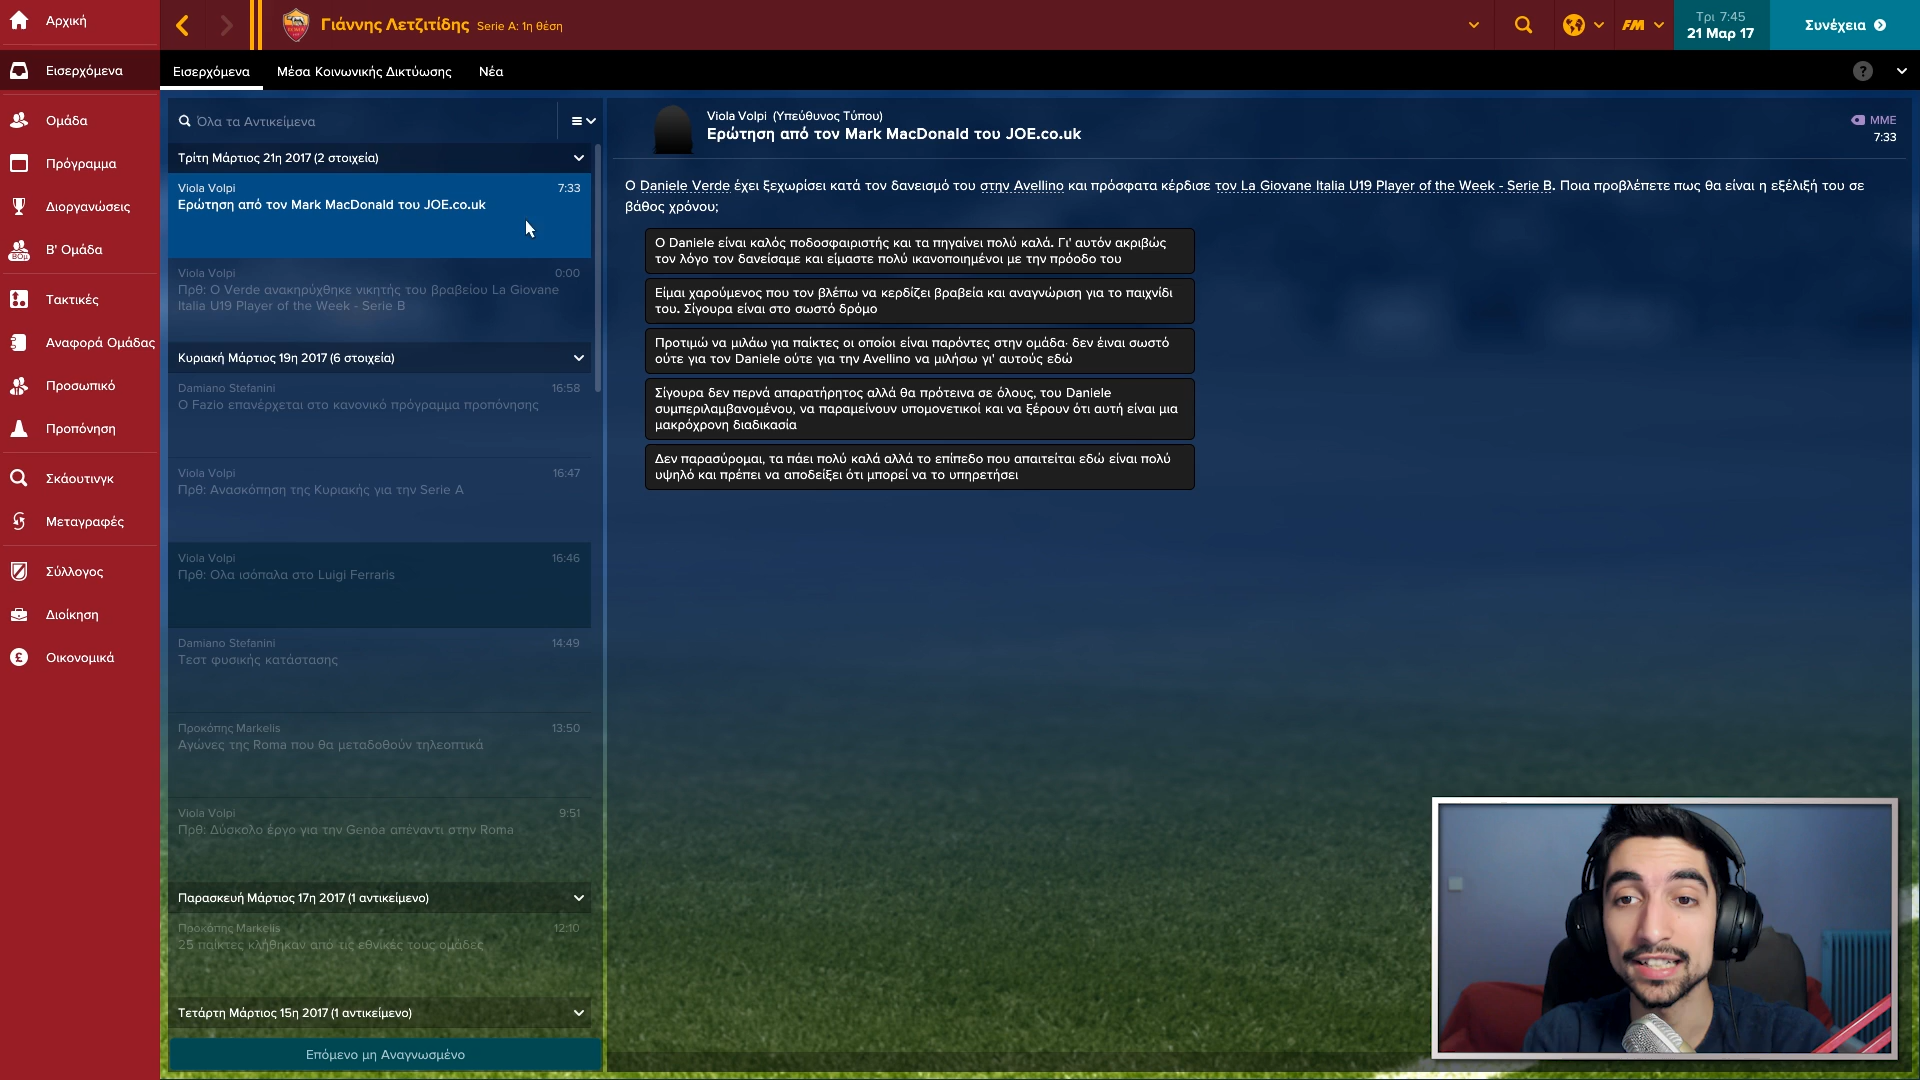 Αρχική
Γιάννης Λετζιτίδης Serie A: 1η θέση
FM
Τρι 7:45
21 Μαρ 17
Συνέχεια
Εισερχόμενα
Εισερχόμενα Μέσα Κοινωνικής Δικτύωσης Νέα
?
Ομάδα
Πρόγραμμα
Διοργανώσεις
Β' Ομάδα
Τακτικές
Αναφορά Ομάδας
Προσωπικό
Προπόνηση
Σκάουτινγκ
Μεταγραφές
Σύλλογος
Διοίκηση
Οικονομικά
Όλα τα Αντικείμενα
Τρίτη Μάρτιος 21η 2017 (2 στοιχεία)
Viola Volpi 7:33
Ερώτηση από τον Mark MacDonald του JOE.co.uk
Viola Volpi 0:00
Πρθ: Ο Verde ανακηρύχθηκε νικητής του βραβείου La Giovane
Italia U19 Player of the Week - Serie B
Κυριακή Μάρτιος 19η 2017 (6 στοιχεία)
Damiano Stefanini 16:58
Ο Fazio επανέρχεται στο κανονικό πρόγραμμα προπόνησης
Viola Volpi 16:47
Πρθ: Ανασκόπηση της Κυριακής για την Serie A
Viola Volpi 16:46
Πρθ: Ολα ισόπαλα στο Luigi Ferraris
Damiano Stefanini 14:49
Τεστ φυσικής κατάστασης
Προκόπης Markelis 13:50
Αγώνες της Roma που θα μεταδοθούν τηλεοπτικά
Viola Volpi 9:51
Πρθ: Δύσκολο έργο για την Genoa απέναντι στην Roma
Παρασκευή Μάρτιος 17η 2017 (1 αντικείμενο)
Προκόπης Markelis 12:10
25 παίκτες κλήθηκαν από τις εθνικές τους ομάδες
Τετάρτη Μάρτιος 15η 2017 (1 αντικείμενο)
Επόμενο μη Αναγνωσμένο
Viola Volpi (Υπεύθυνος Τύπου)
Ερώτηση από τον Mark MacDonald του JOE.co.uk
ΜΜΕ
7:33
Ο Daniele Verde έχει ξεχωρίσει κατά τον δανεισμό του στην Avellino και πρόσφατα κέρδισε τον La Giovane Italia U19 Player of the Week - Serie B. Ποια προβλέπετε πως θα είναι η εξέλιξή του σε
βάθος χρόνου;
Ο Daniele είναι καλός ποδοσφαιριστής και τα πηγαίνει πολύ καλά. Γι' αυτόν ακριβώς
τον λόγο τον δανείσαμε και είμαστε πολύ ικανοποιημένοι με την πρόοδο του
Είμαι χαρούμενος που τον βλέπω να κερδίζει βραβεία και αναγνώριση για το παιχνίδι
του. Σίγουρα είναι στο σωστό δρόμο
Προτιμώ να μιλάω για παίκτες οι οποίοι είναι παρόντες στην ομάδα· δεν έιναι σωστό
ούτε για τον Daniele ούτε για την Avellino να μιλήσω γι' αυτούς εδώ
Σίγουρα δεν περνά απαρατήρητος αλλά θα πρότεινα σε όλους, του Daniele
συμπεριλαμβανομένου, να παραμείνουν υπομονετικοί και να ξέρουν ότι αυτή είναι μια
μακρόχρονη διαδικασία
Δεν παρασύρομαι, τα πάει πολύ καλά αλλά το επίπεδο που απαιτείται εδώ είναι πολύ
υψηλό και πρέπει να αποδείξει ότι μπορεί να το υπηρετήσει